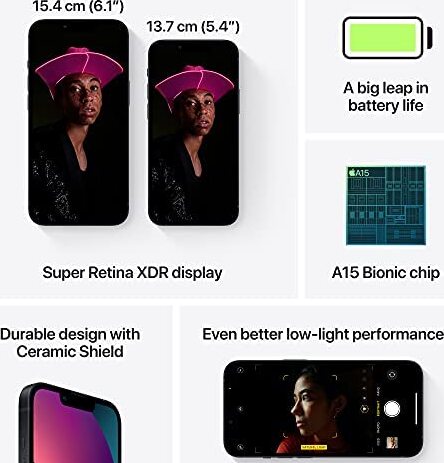 15.4 cm (6.1″)
13.7 cm (5.4″)
A big leap in
battery life
A15
Super Retina XDR display
A15 Bionic chip
Durable design with
Ceramic Shield
Even better low-light performance